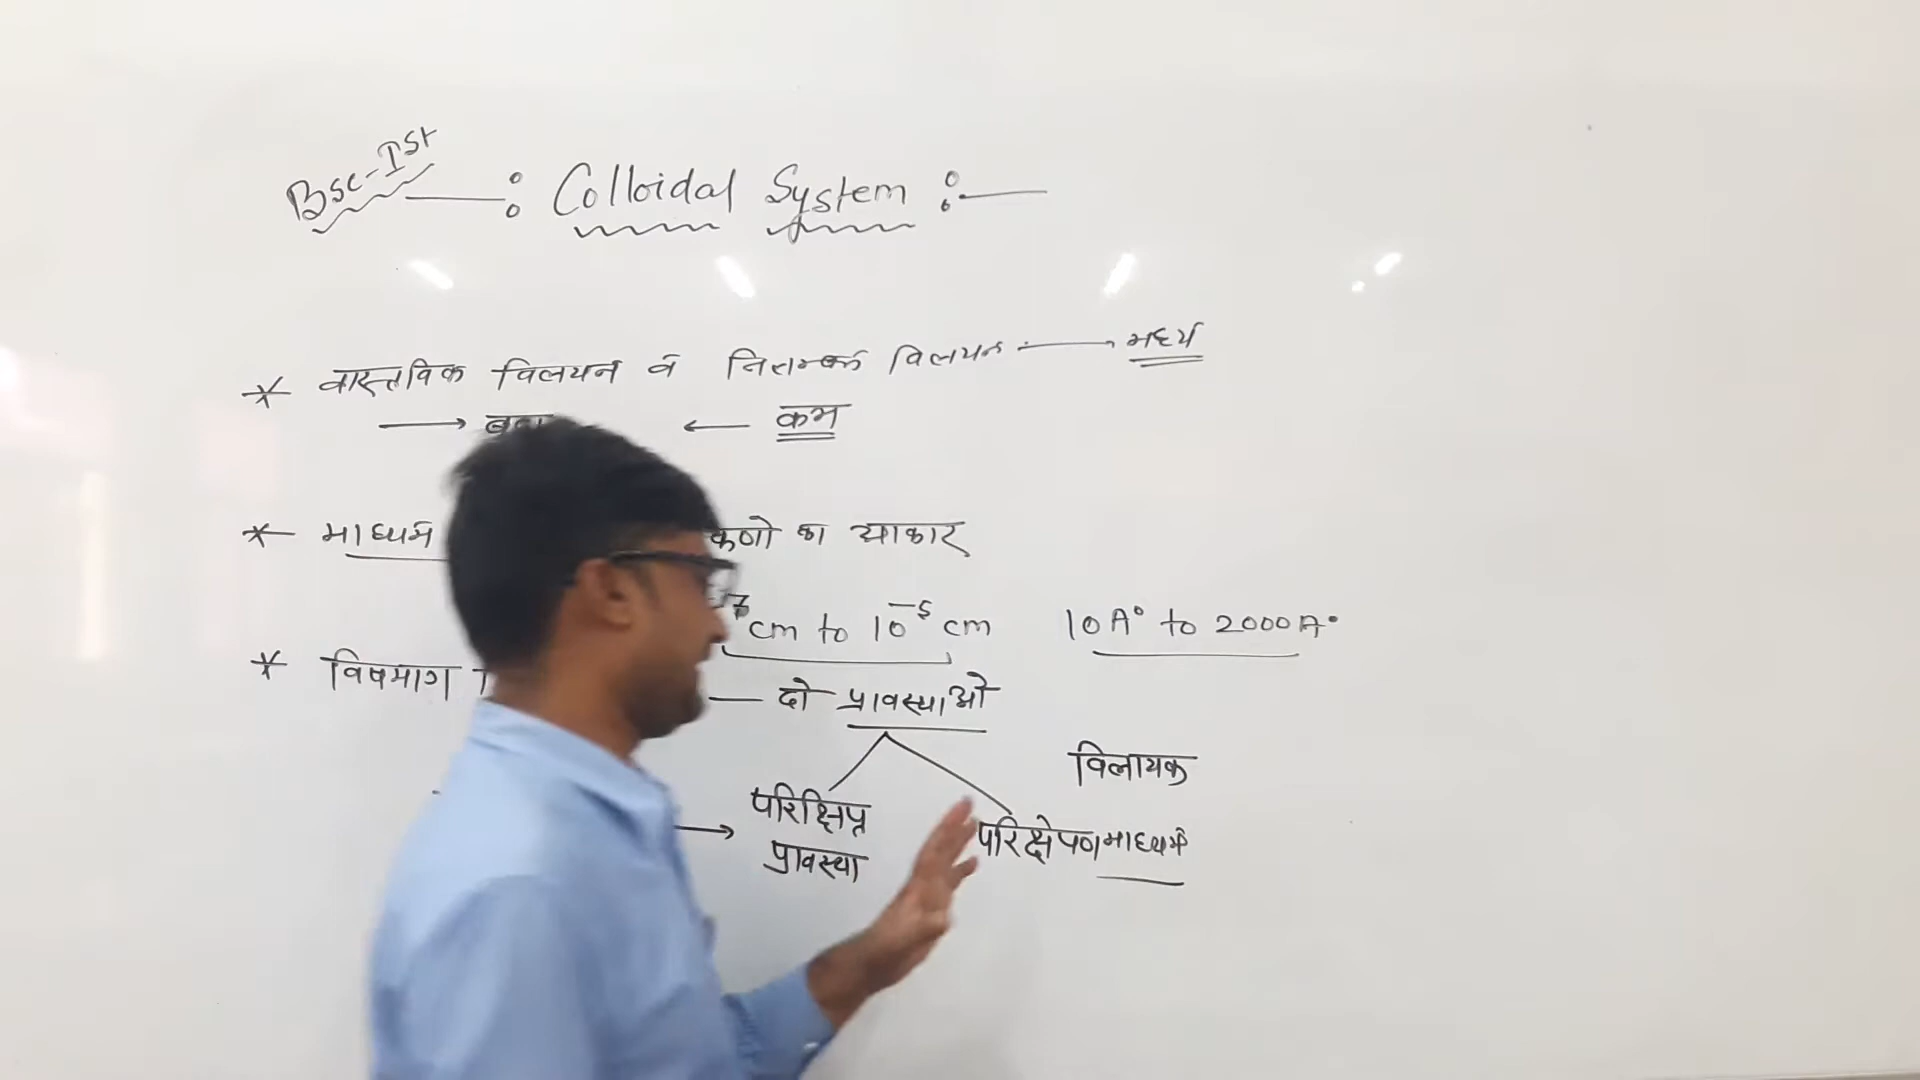 Bsc-Ist
: Colloidal System :
* वास्तविक विलयन व निलम्बन विलयन → मध्य
→ ← कम
* माध्यम कणो का आकार
cm to 10⁻⁵ cm 10A° to 2000A°
* विषमांग — दो प्रावस्थाओ
विलायक
→ परिक्षिप्त प्रावस्था
परिक्षेपण माध्यम